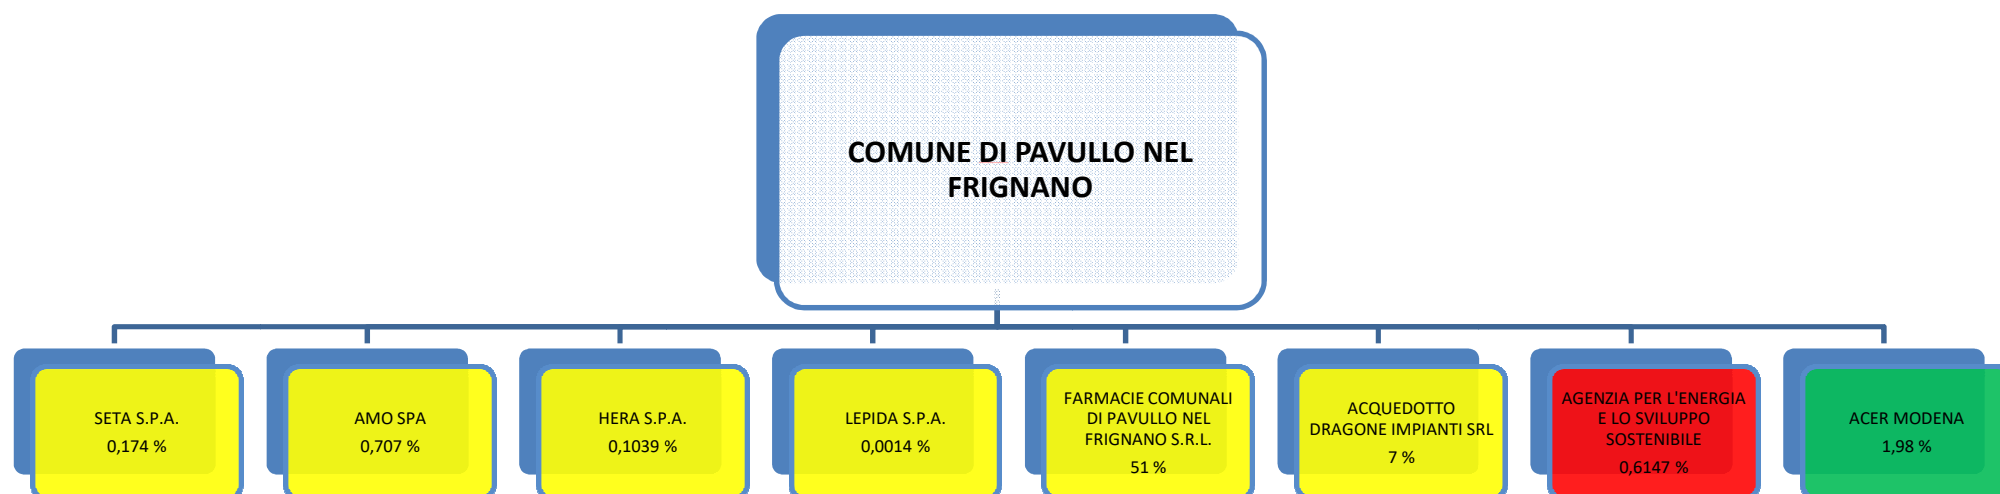 COMUNE DI PAVULLO NEL
FRIGNANO
SETA S.P.A.
0,174 %
AMO SPA
0,707 %
HERA S.P.A.
0,1039 %
LEPIDA S.P.A.
0,0014 %
FARMACIE COMUNALI
DI PAVULLO NEL
FRIGNANO S.R.L.
51 %
ACQUEDOTTO
DRAGONE IMPIANTI SRL
7 %
AGENZIA PER L'ENERGIA
E LO SVILUPPO
SOSTENIBILE
0,6147 %
ACER MODENA
1,98 %